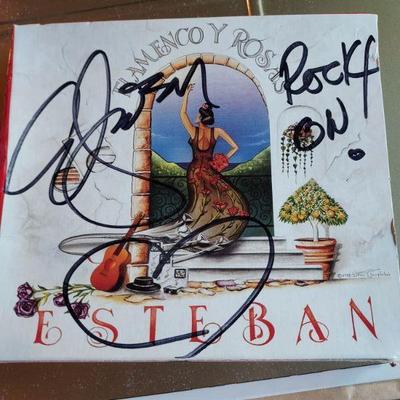 FLAMENCO Y ROSAS
ROCK
ON.
ESTEBAN